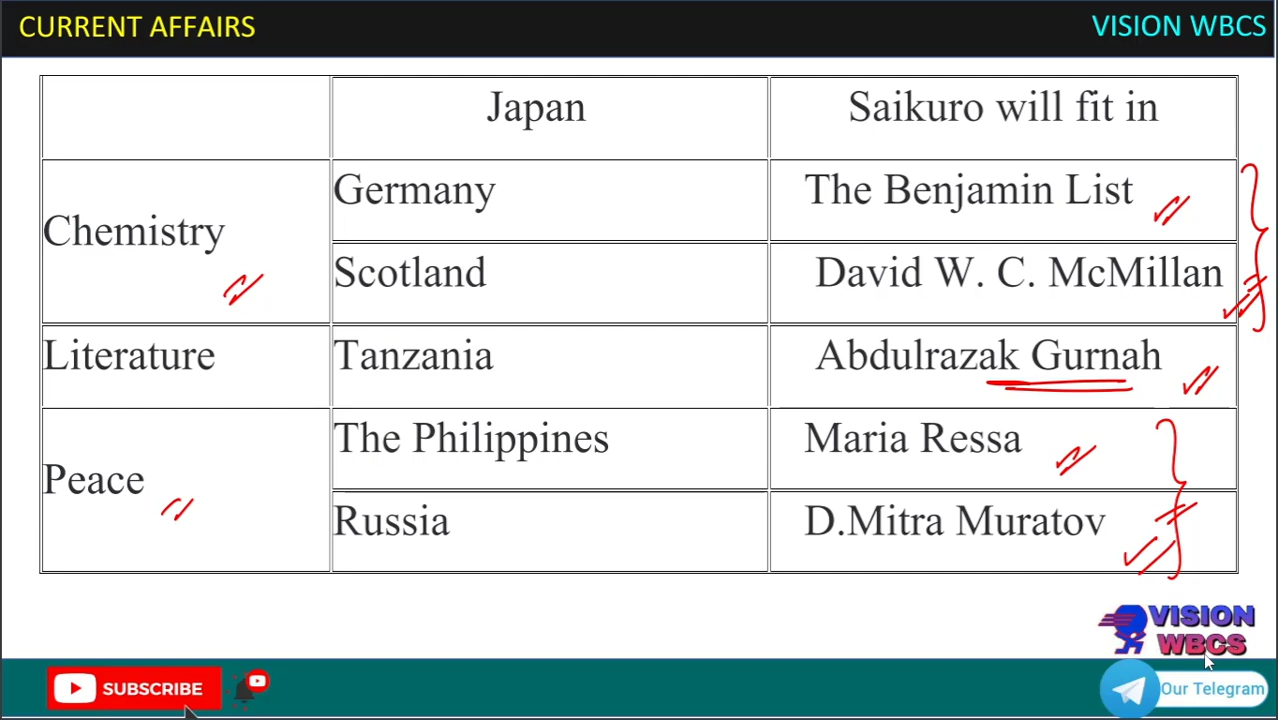 CURRENT AFFAIRS
VISION WBCS
Japan
Saikuro will fit in
Chemistry
Germany
The Benjamin List
Scotland
David W. C. McMillan
Literature
Tanzania
Abdulrazak Gurnah
Peace
The Philippines
Maria Ressa
Russia
D.Mitra Muratov
VISION
WBCS
SUBSCRIBE
Our Telegram